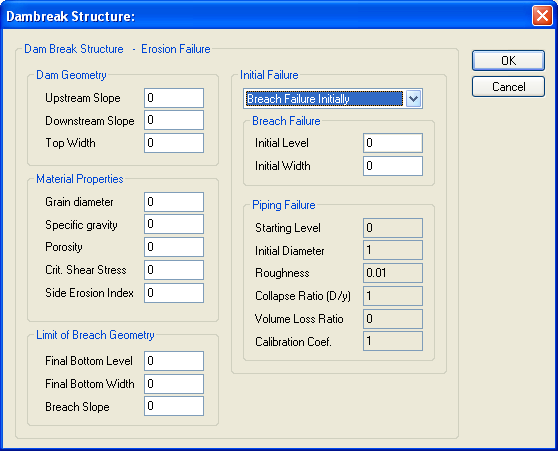 Dambreak Structure:
Dam Break Structure - Erosion Failure
OK
Cancel
Dam Geometry
Upstream Slope 0
Downstream Slope 0
Top Width 0
Material Properties
Grain diameter 0
Specific gravity 0
Porosity 0
Crit. Shear Stress 0
Side Erosion Index 0
Limit of Breach Geometry
Final Bottom Level 0
Final Bottom Width 0
Breach Slope 0
Initial Failure
Breach Failure Initially
Breach Failure
Initial Level 0
Initial Width 0
Piping Failure
Starting Level 0
Initial Diameter 1
Roughness 0.01
Collapse Ratio (D/y) 1
Volume Loss Ratio 0
Calibration Coef. 1